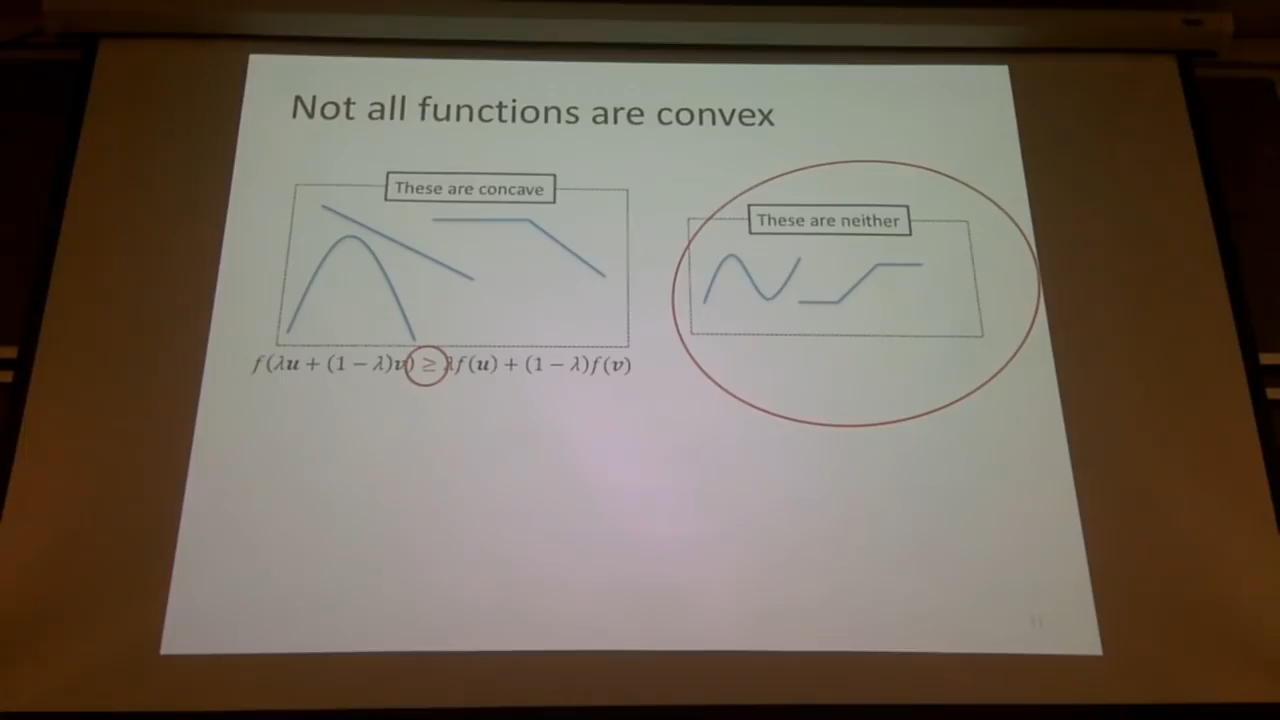 Not all functions are convex
These are concave
These are neither
f(λu + (1 − λ)v) ≥ λf(u) + (1 − λ)f(v)